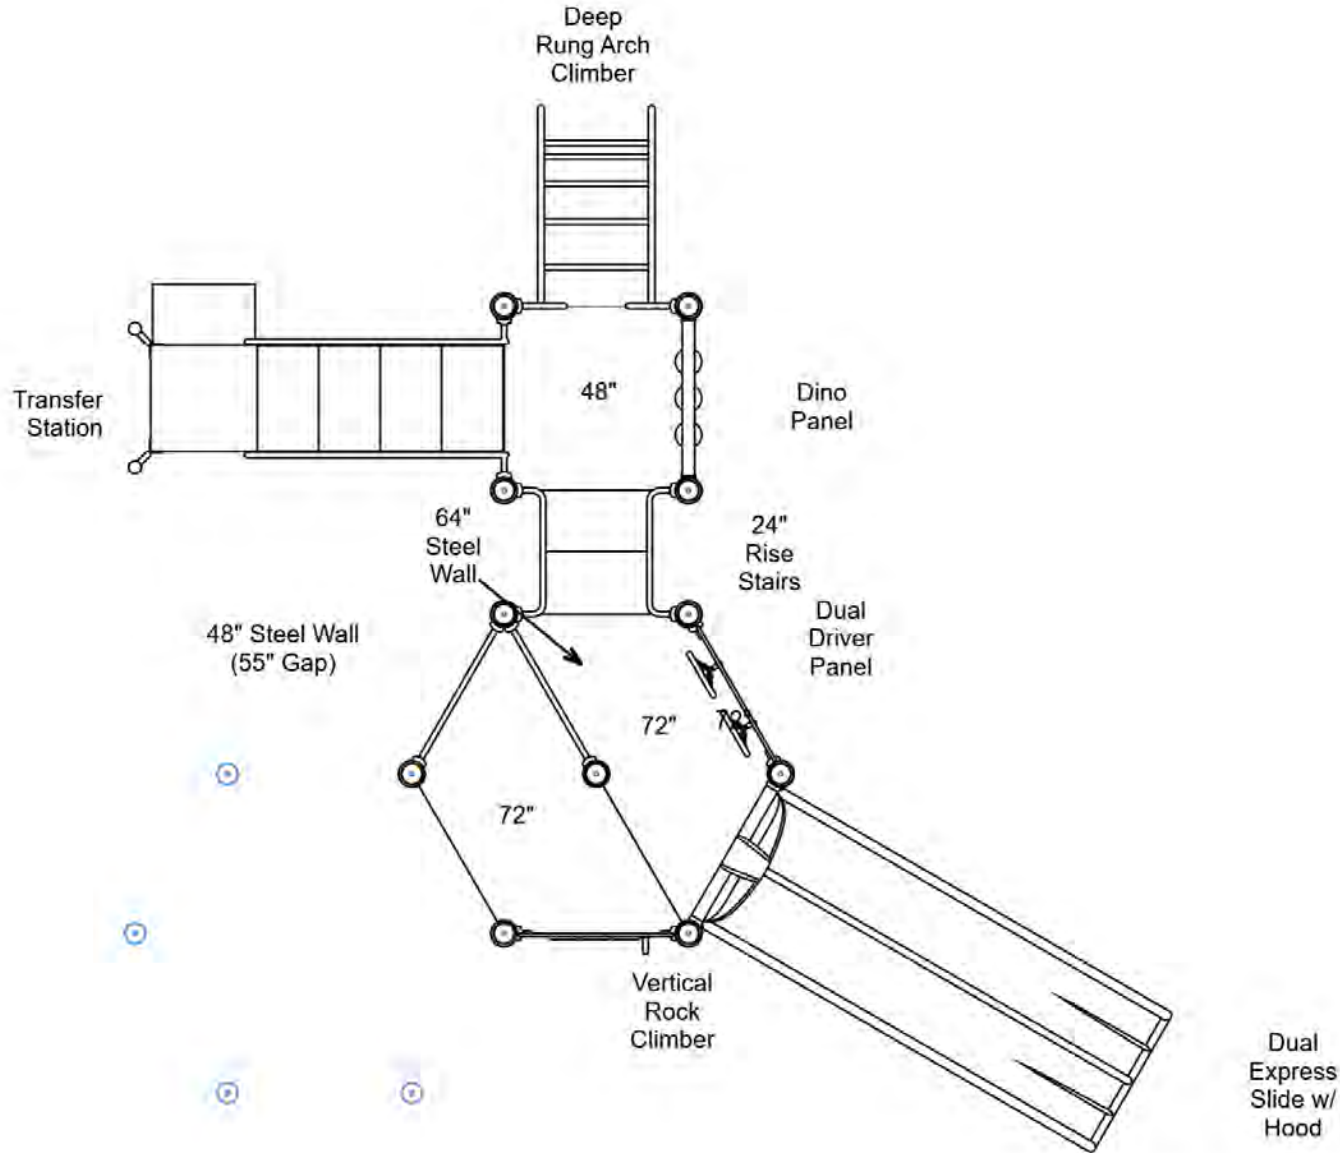 Deep
Rung Arch
Climber
Transfer
Station
48"
Dino
Panel
64"
Steel
Wall
24"
Rise
Stairs
48" Steel Wall
(55" Gap)
Dual
Driver
Panel
72"
72"
72"
Vertical
Rock
Climber
Dual
Express
Slide w/
Hood